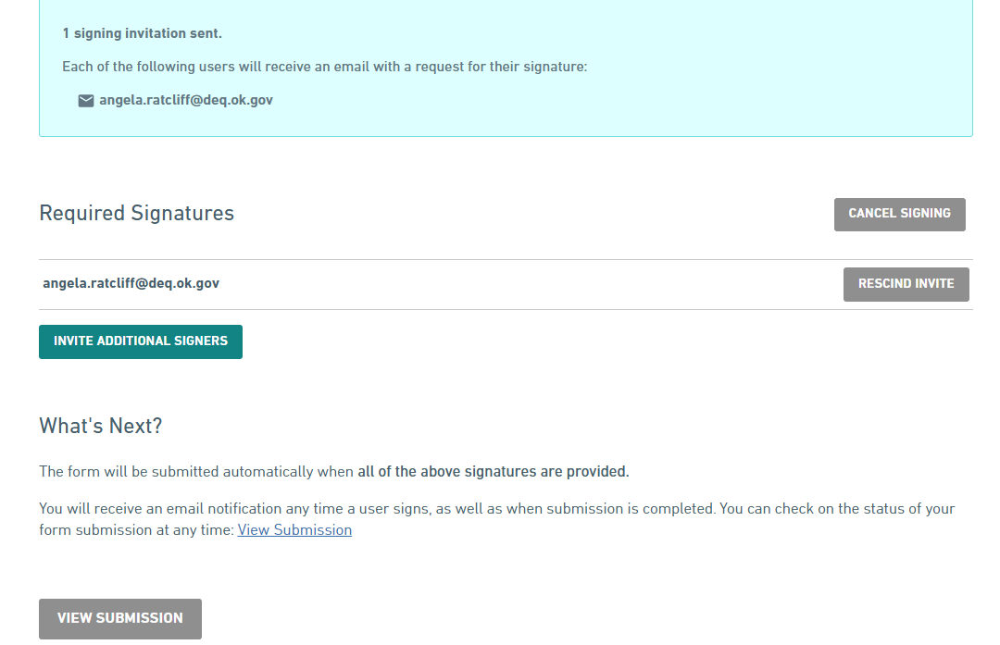 1 signing invitation sent.
Each of the following users will receive an email with a request for their signature:
angela.ratcliff@deq.ok.gov
Required Signatures
CANCEL SIGNING
angela.ratcliff@deq.ok.gov
RESCIND INVITE
INVITE ADDITIONAL SIGNERS
What's Next?
The form will be submitted automatically when all of the above signatures are provided.
You will receive an email notification any time a user signs, as well as when submission is completed. You can check on the status of your
form submission at any time: View Submission
VIEW SUBMISSION